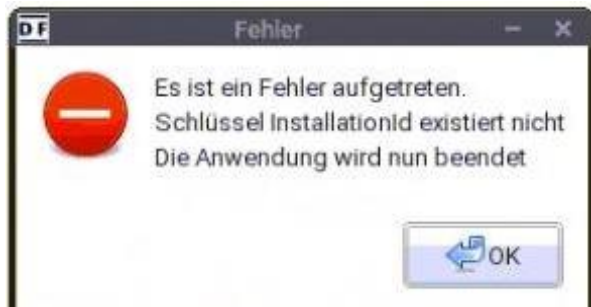 DF
Fehler
Es ist ein Fehler aufgetreten.
Schlüssel InstallationId existiert nicht
Die Anwendung wird nun beendet
OK